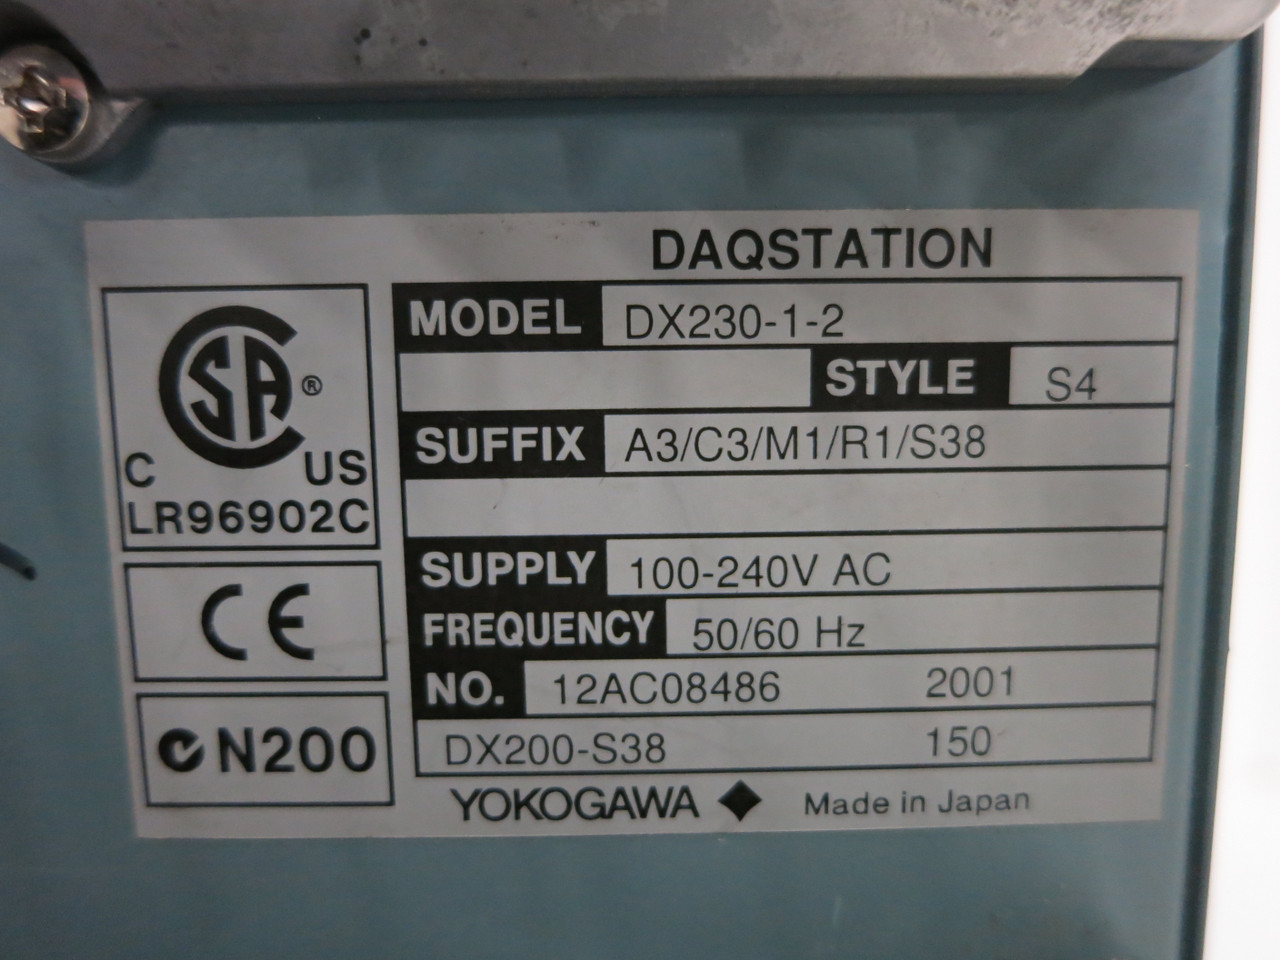 DAQSTATION
MODEL DX230-1-2
STYLE S4
SUFFIX A3/C3/M1/R1/S38
SUPPLY 100-240V AC
FREQUENCY 50/60 Hz
NO. 12AC08486 2001
DX200-S38 150
YOKOGAWA ◆ Made in Japan
CSA ®
C US
LR96902C
CE
N200